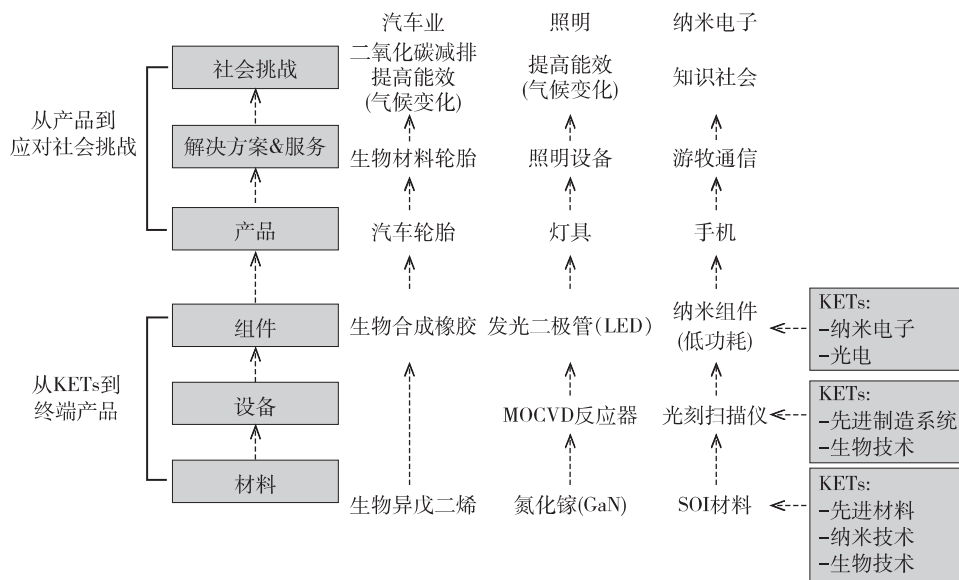 汽车业 照明 纳米电子
社会挑战
二氧化碳减排
提高能效
(气候变化)
提高能效
(气候变化)
知识社会
从产品到
应对社会挑战
解决方案&服务
生物材料轮胎
照明设备
游牧通信
产品
汽车轮胎
灯具
手机
组件
生物合成橡胶
发光二极管(LED)
纳米组件
(低功耗)
KETs:
–纳米电子
–光电
从KETs到
终端产品
设备
MOCVD反应器
光刻扫描仪
KETs:
–先进制造系统
–生物技术
材料
生物异戊二烯
氮化镓(GaN)
SOI材料
KETs:
–先进材料
–纳米技术
–生物技术